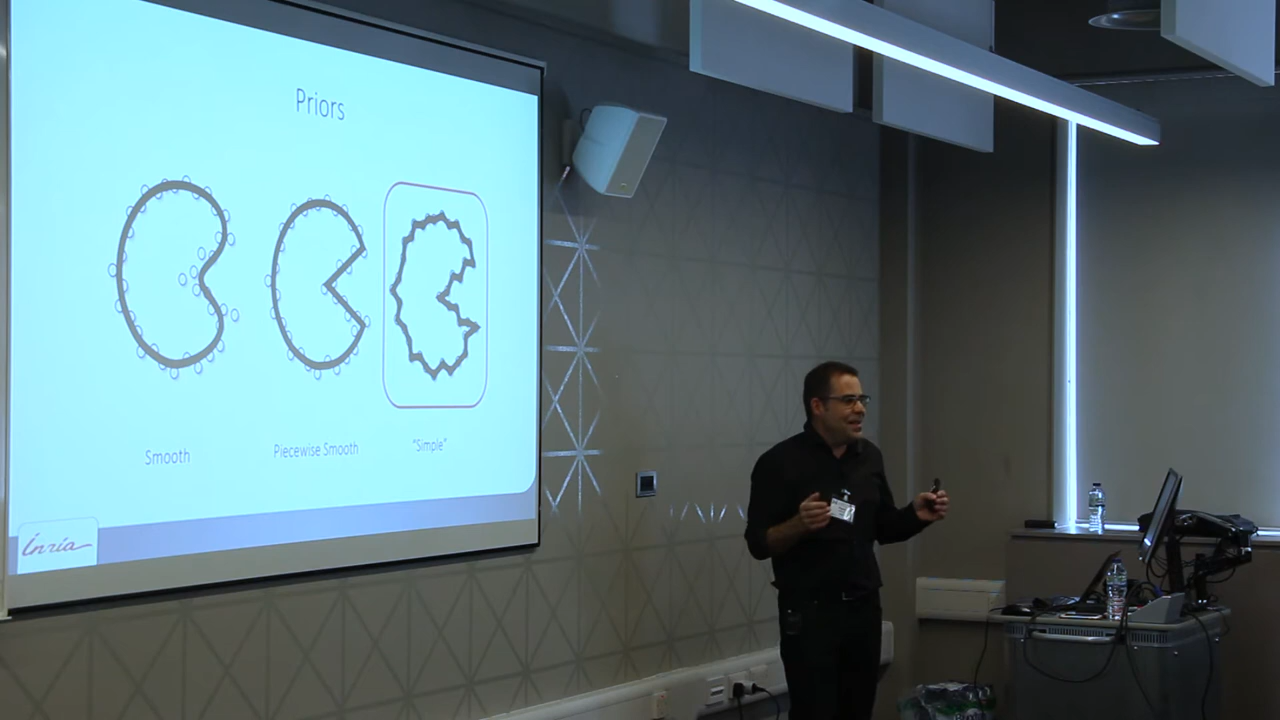 Priors
Smooth
Piecewise Smooth
"Simple"
Inria